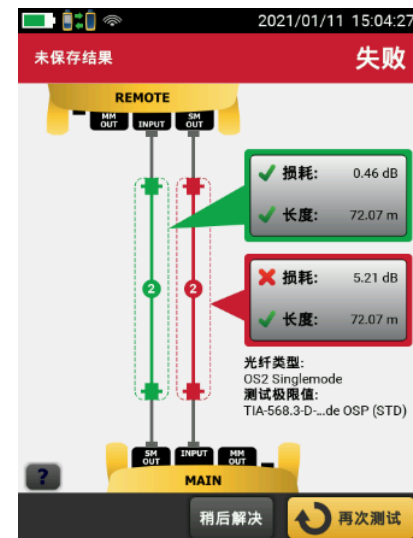 2021/01/11 15:04:27
未保存结果
失败
REMOTE
MM OUT
INPUT
SM OUT
损耗: 0.46 dB
长度: 72.07 m
2
2
损耗: 5.21 dB
长度: 72.07 m
光纤类型:
OS2 Singlemode
测试极限值:
TIA-568.3-D-...de OSP (STD)
SM OUT
INPUT
MM OUT
MAIN
?
稍后解决
再次测试